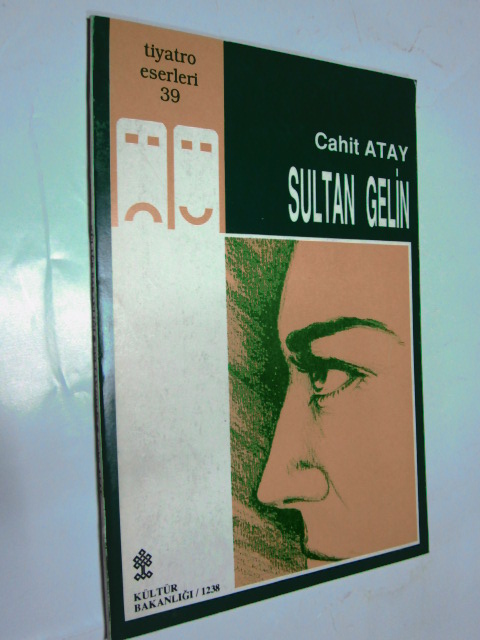 tiyatro
eserleri
39
Cahit ATAY
SULTAN GELİN
KÜLTÜR
BAKANLIĞI / 1238